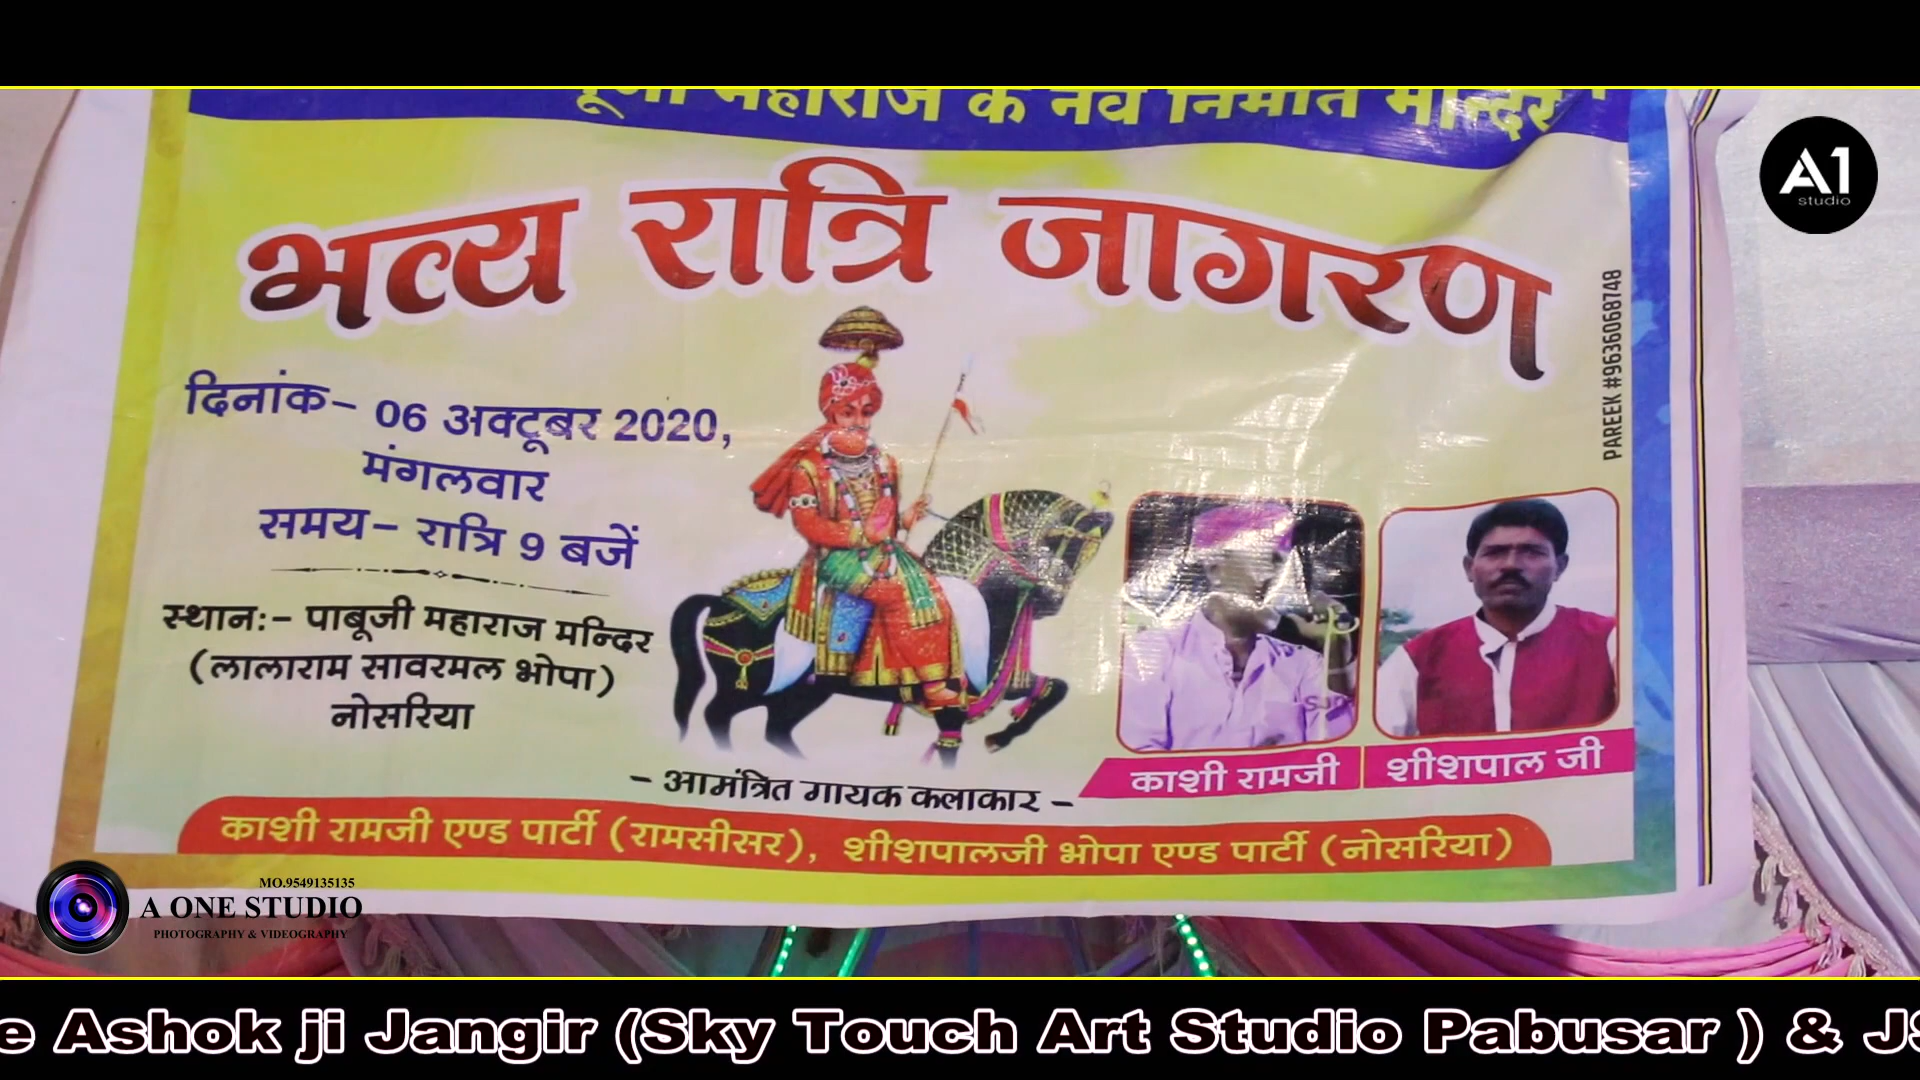 महाराज के नव निर्मात मन्दिर
भव्य रात्रि जागरण
A1
studio
PAREEK #9636068748
दिनांक- 06 अक्टूबर 2020,
मंगलवार
समय- रात्रि 9 बजें
स्थान:- पाबूजी महाराज मन्दिर
(लालाराम सावरमल भोपा)
नोसरिया
काशी रामजी
शीशपाल जी
- आमंत्रित गायक कलाकार -
काशी रामजी एण्ड पार्टी (रामसीसर), शीशपालजी भोपा एण्ड पार्टी (नोसरिया)
MO.9549135135
A ONE STUDIO
PHOTOGRAPHY & VIDEOGRAPHY
e Ashok ji Jangir (Sky Touch Art Studio Pabusar ) & JS